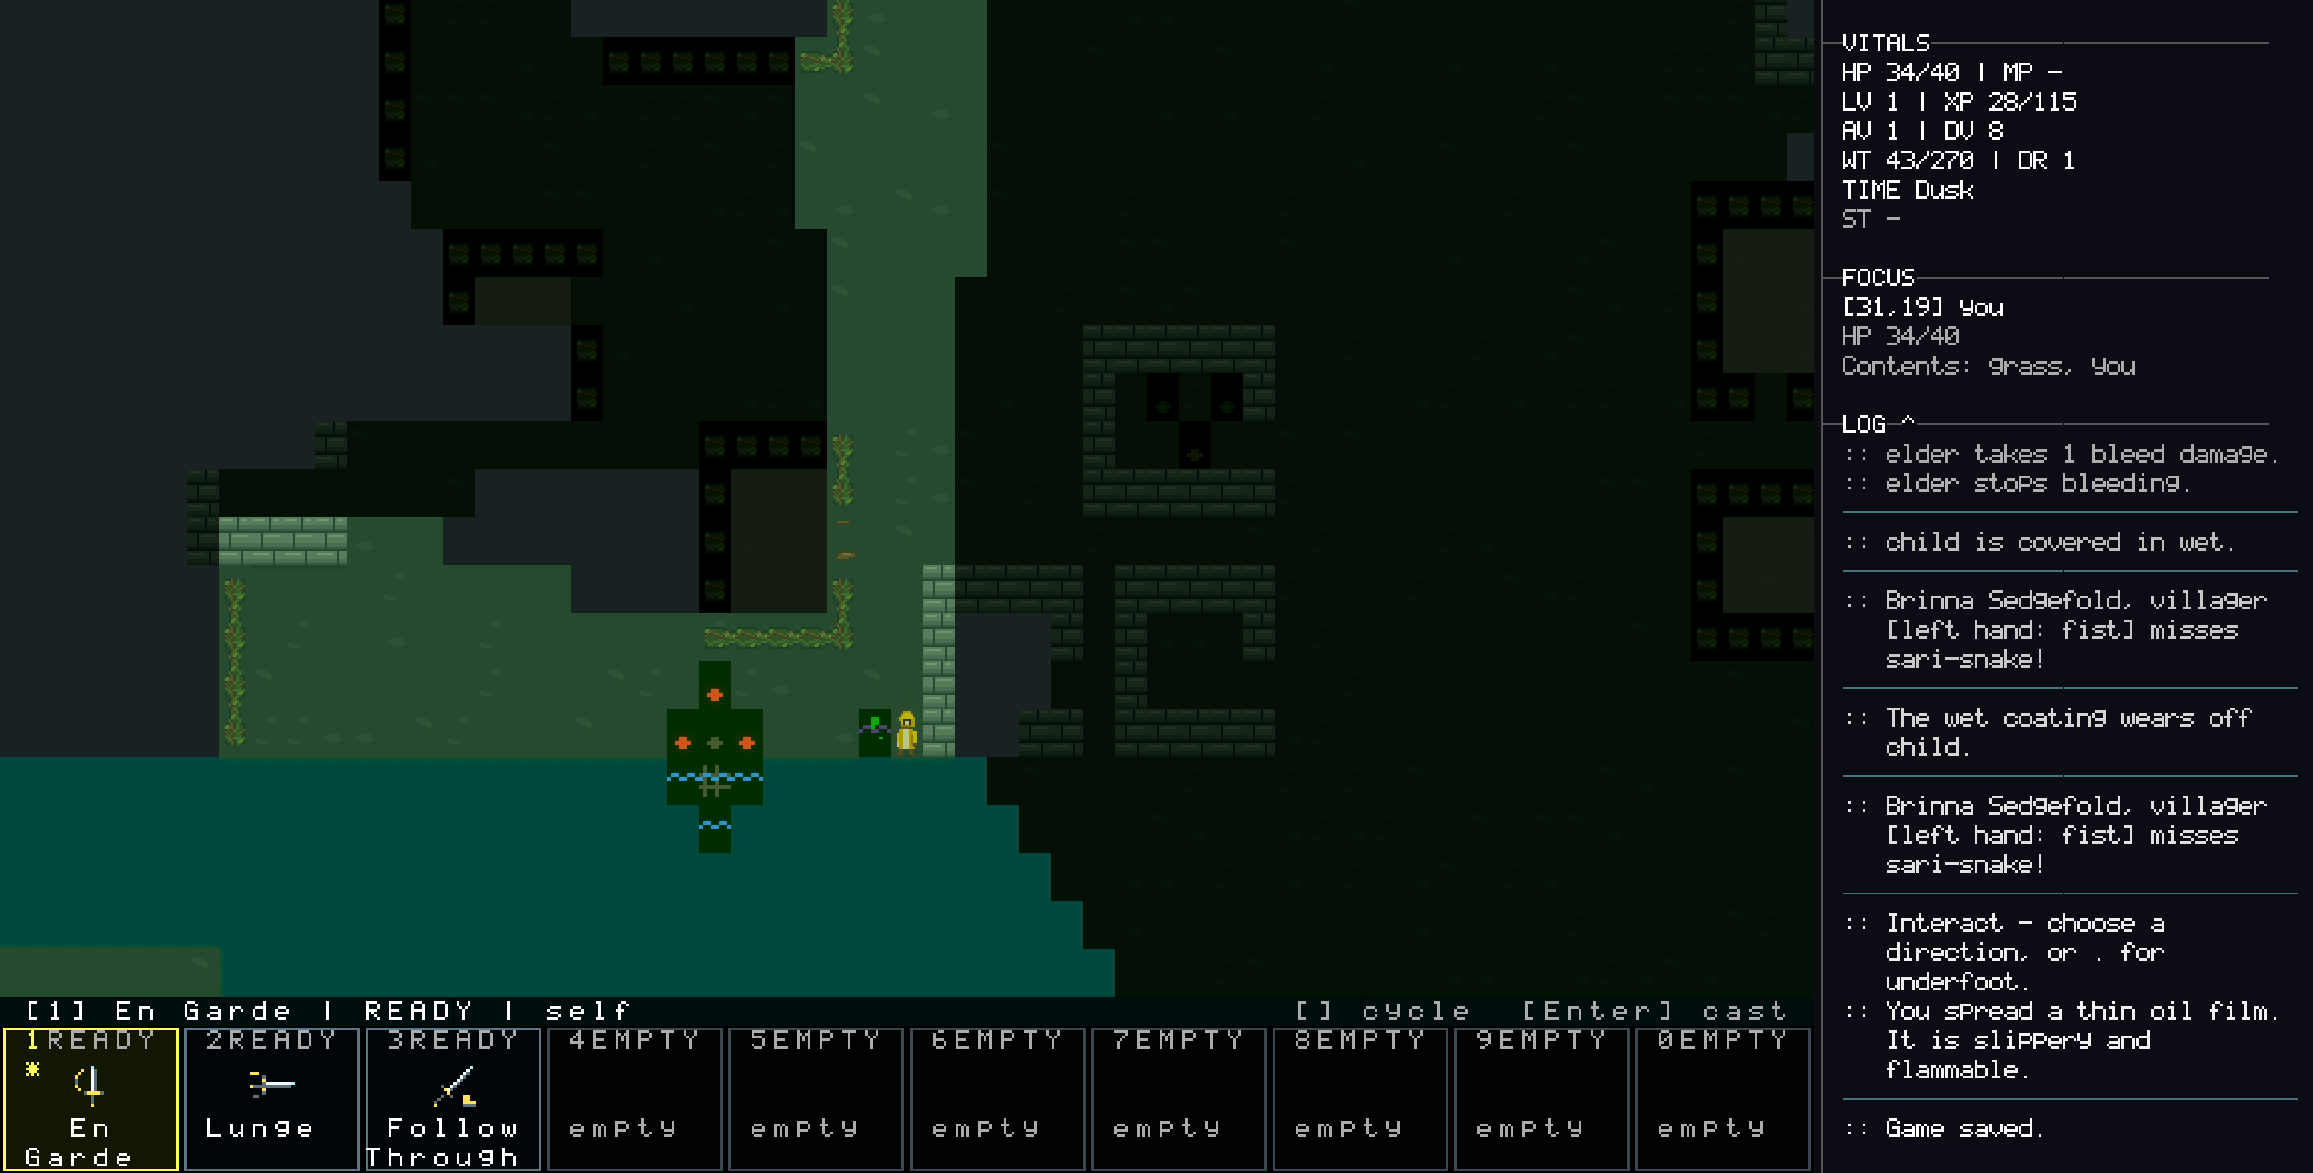 VITALS
HP 34/40 | MP -
LV 1 | XP 28/115
AV 1 | DV 8
WT 43/270 | DR 1
TIME Dusk
ST -
FOCUS
[31,19] You
HP 34/40
Contents: grass, You
LOG ^
:: elder takes 1 bleed damage.
:: elder stops bleeding.
:: child is covered in wet.
:: Brinna Sedgefold, villager
[left hand: fist] misses
sari-snake!
:: The wet coating wears off
child.
:: Brinna Sedgefold, villager
[left hand: fist] misses
sari-snake!
:: Interact - choose a
direction, or . for
underfoot.
:: You spread a thin oil film.
It is slippery and
flammable.
:: Game saved.
[1] En Garde | READY | self
[] cycle [Enter] cast
1READY 2READY 3READY 4EMPTY 5EMPTY 6EMPTY 7EMPTY 8EMPTY 9EMPTY 0EMPTY
En Lunge Follow empty empty empty empty empty empty empty
Garde Through